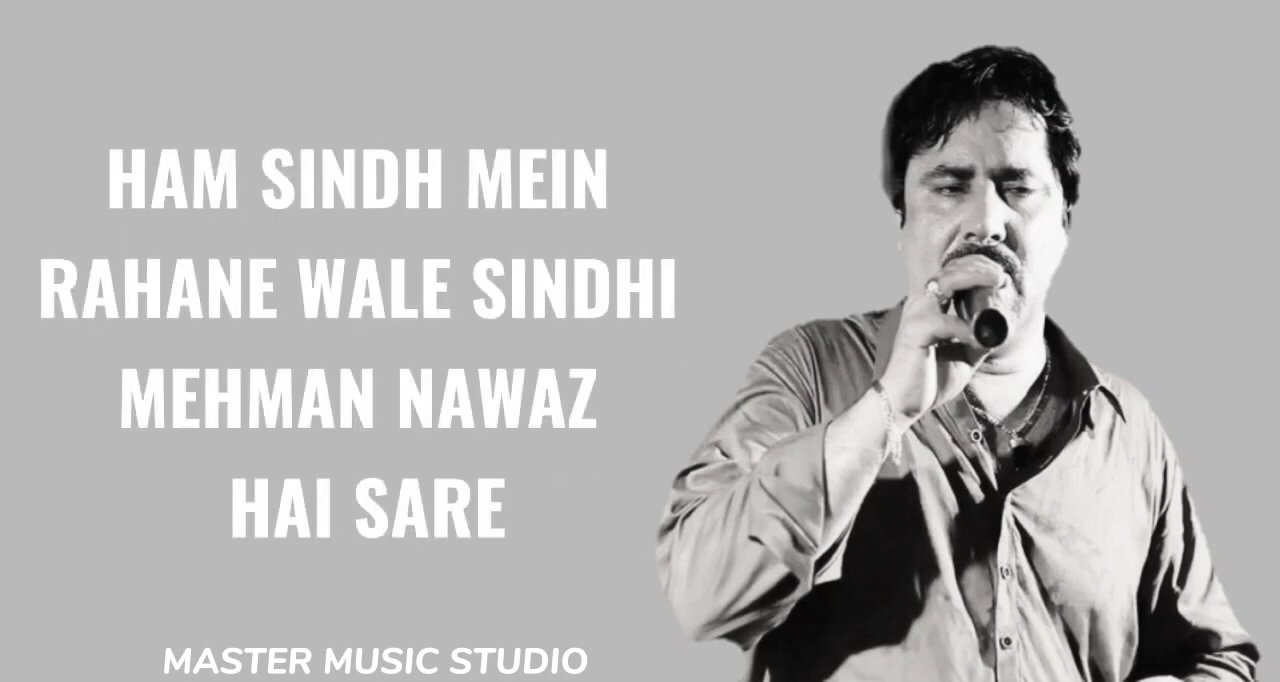 HAM SINDH MEIN
RAHANE WALE SINDHI
MEHMAN NAWAZ
HAI SARE
MASTER MUSIC STUDIO